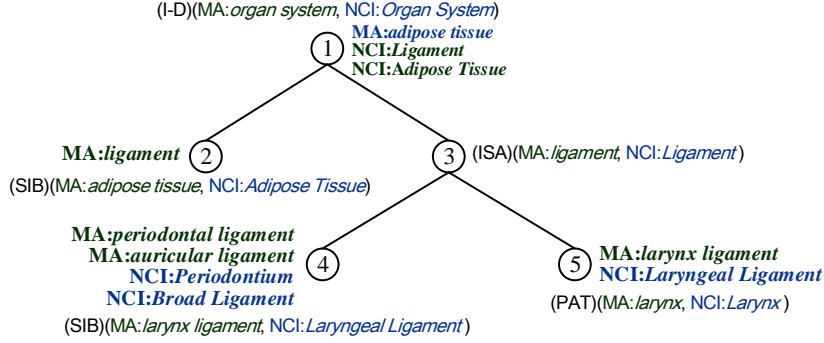 (I-D)(MA:organ system, NCI:Organ System)
MA:adipose tissue
1 NCI:Ligament
NCI:Adipose Tissue
MA:ligament 2
(SIB)(MA:adipose tissue, NCI:Adipose Tissue)
3 (ISA)(MA:ligament, NCI:Ligament)
MA:periodontal ligament
MA:auricular ligament
NCI:Periodontium
NCI:Broad Ligament
4
(SIB)(MA:larynx ligament, NCI:Laryngeal Ligament)
MA:larynx ligament
5 NCI:Laryngeal Ligament
(PAT)(MA:larynx, NCI:Larynx)